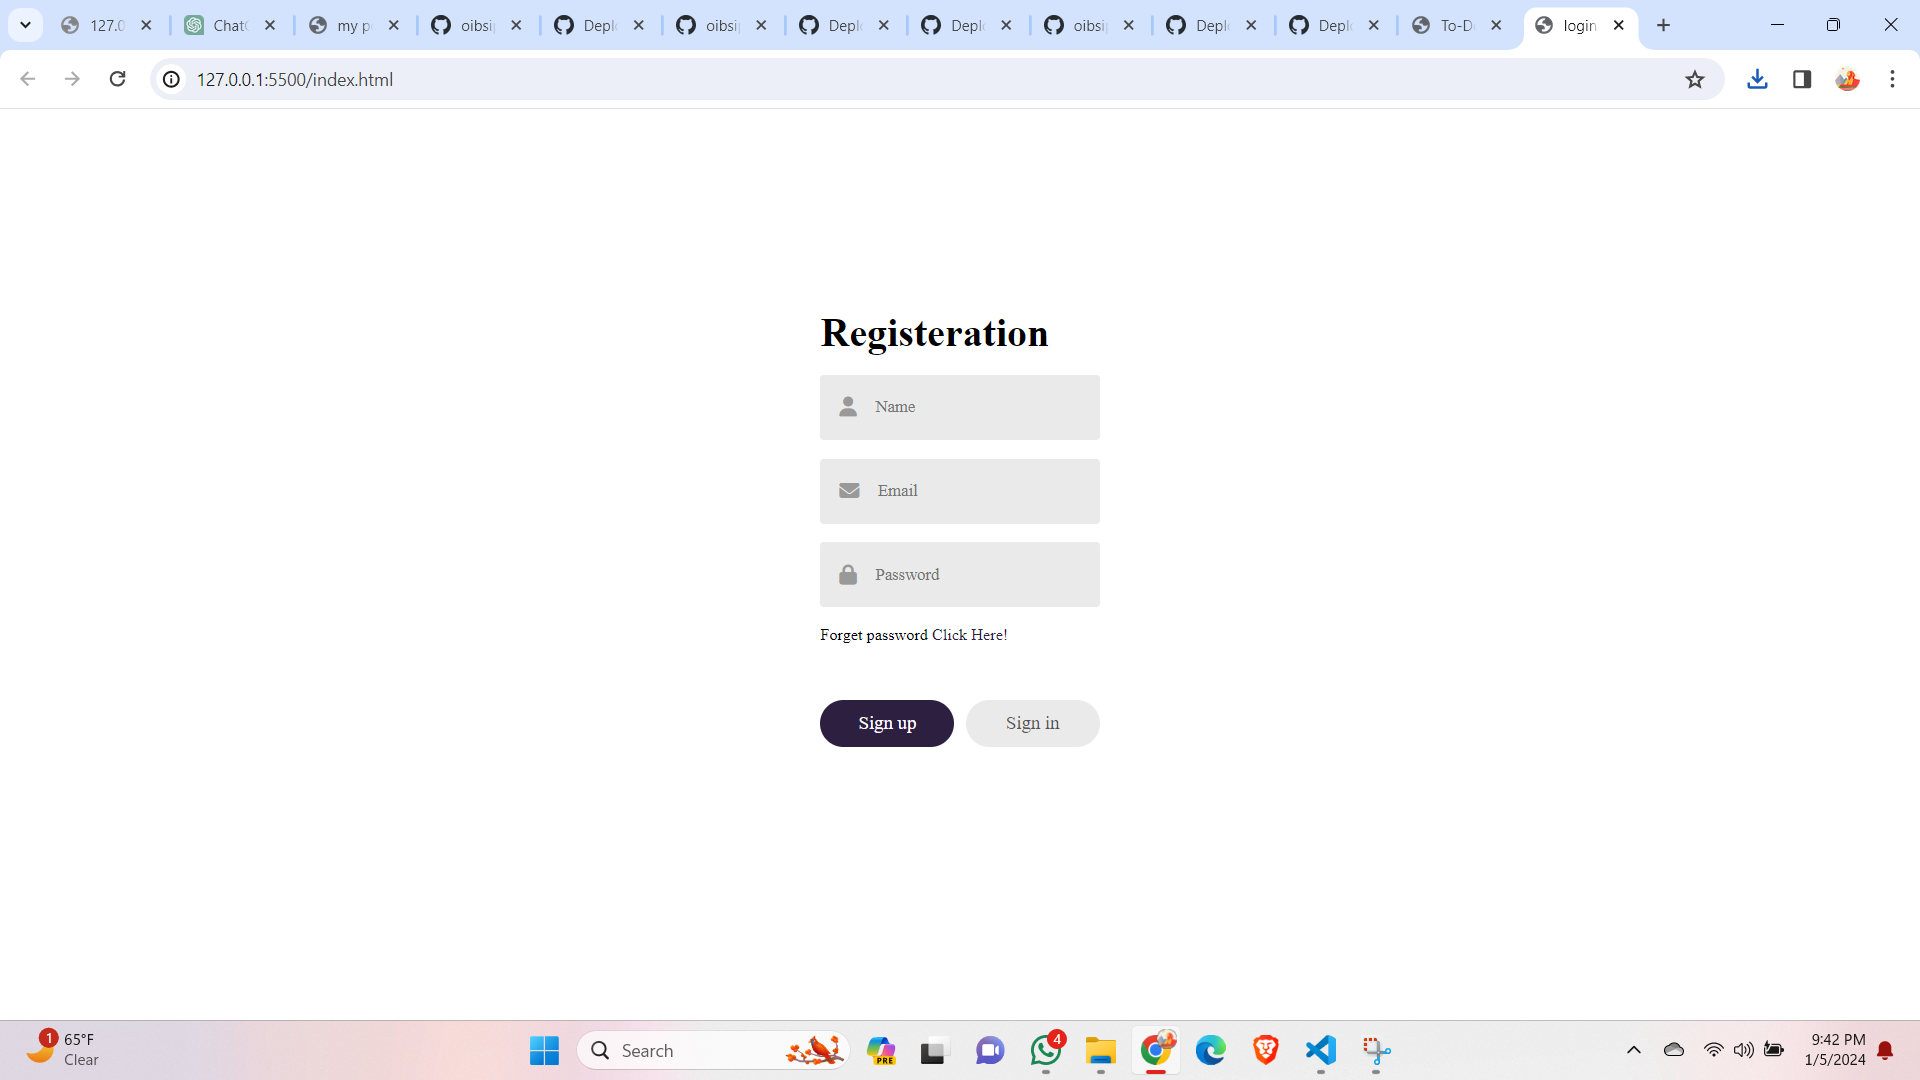 127.0
Chat
my p
oibsi
Depl
oibsi
Depl
Depl
oibsi
Depl
Depl
To-D
login
127.0.0.1:5500/index.html
Registeration
Name
Email
Password
Forget password Click Here!
Sign up
Sign in
1
65°F
Clear
Search
PRE
4
9:42 PM
1/5/2024